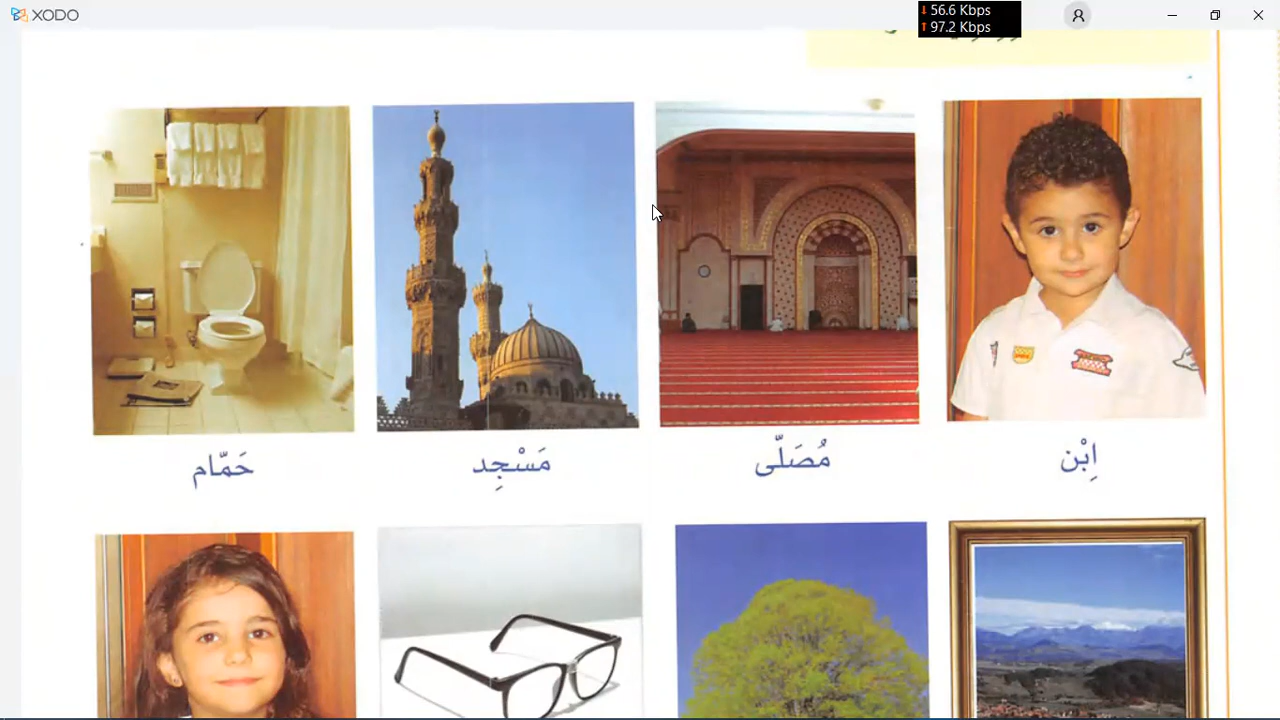 XODO
↓ 56.6 Kbps
↑ 97.2 Kbps
اِبْن
مُصَلّى
مَسْجِد
حَمّام